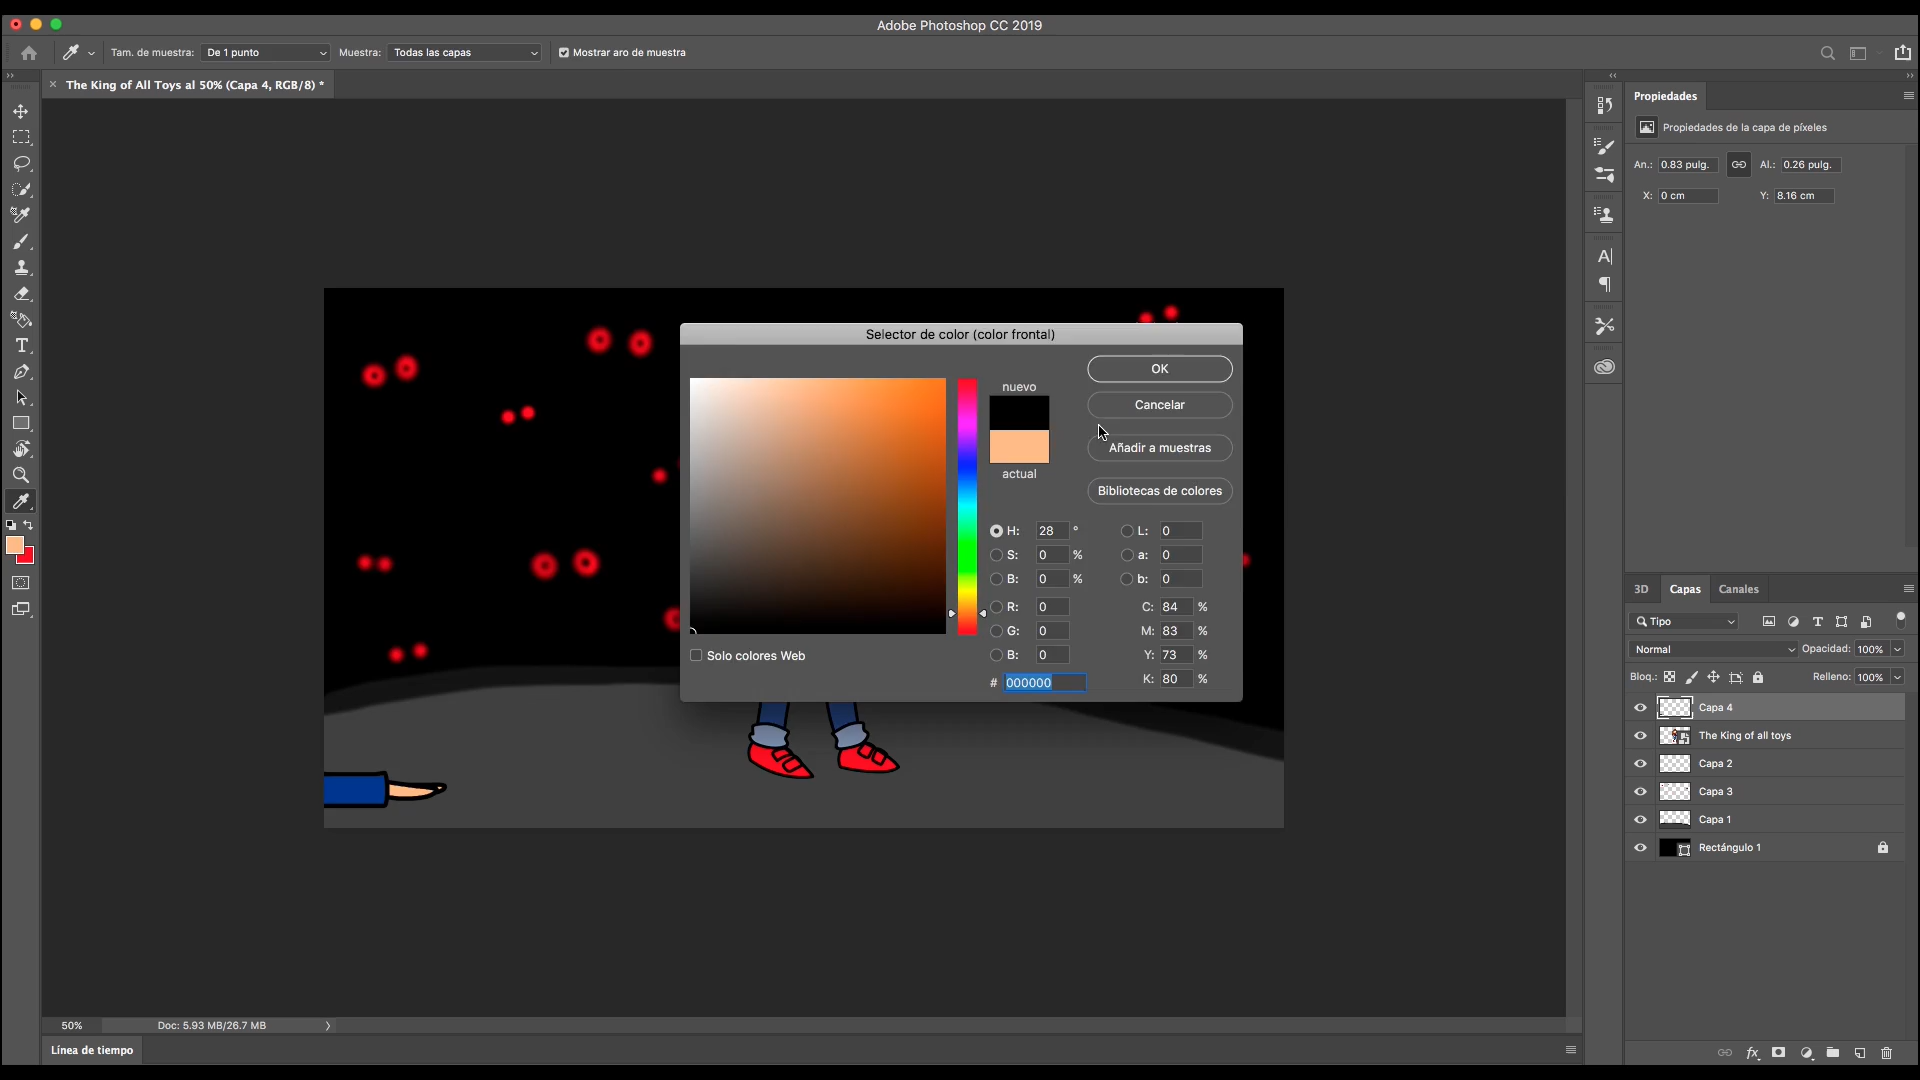 Adobe Photoshop CC 2019
Tam. de muestra: De 1 punto Muestra: Todas las capas Mostrar aro de muestra
The King of All Toys al 50% (Capa 4, RGB/8) *
Propiedades
Propiedades de la capa de píxeles
An.: 0.83 pulg. Al.: 0.26 pulg.
X: 0 cm Y: 8.16 cm
Selector de color (color frontal)
OK
nuevo
Cancelar
Añadir a muestras
actual
Bibliotecas de colores
H: 28 ° L: 0
S: 0 % a: 0
B: 0 % b: 0
R: 0 C: 84 %
G: 0 M: 83 %
B: 0 Y: 73 %
Solo colores Web
# 000000 K: 80 %
3D Capas Canales
Tipo
Normal Opacidad: 100%
Bloq.: Relleno: 100%
Capa 4
The King of all toys
Capa 2
Capa 3
Capa 1
Rectángulo 1
50% Doc: 5.93 MB/26.7 MB
Línea de tiempo